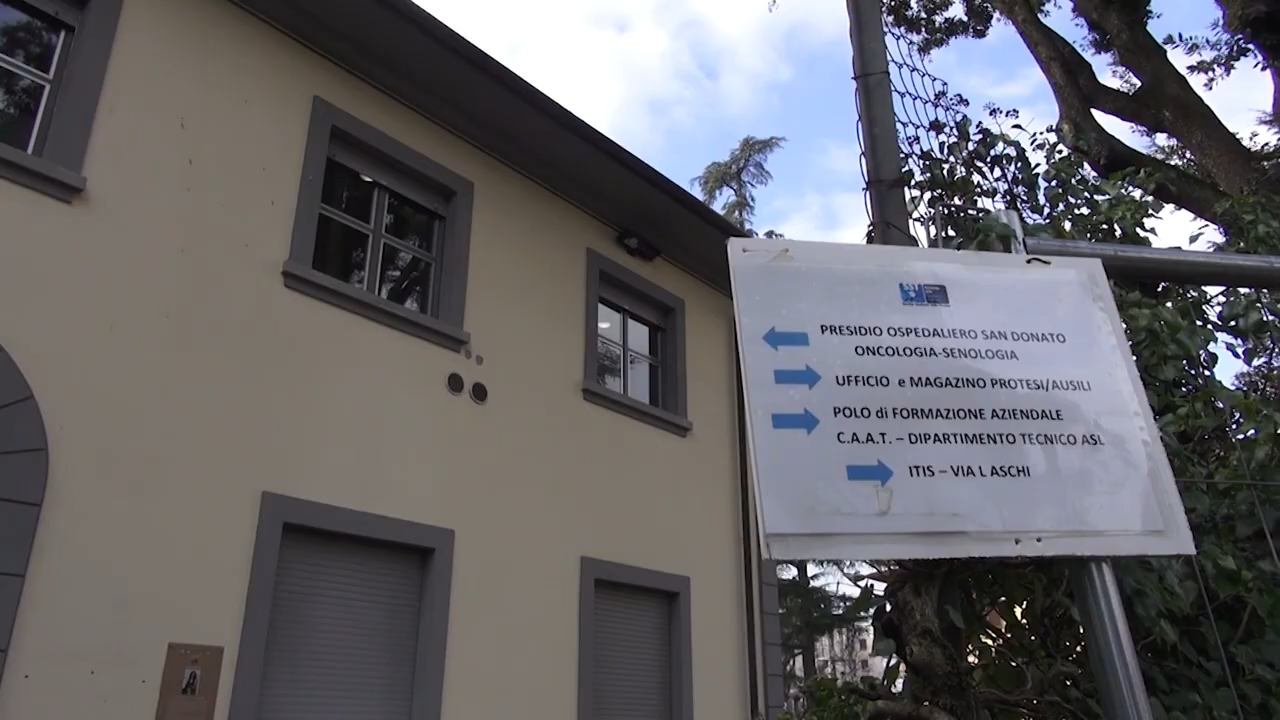 PRESIDIO OSPEDALIERO SAN DONATO
ONCOLOGIA-SENOLOGIA
UFFICIO e MAGAZINO PROTESI/AUSILI
POLO di FORMAZIONE AZIENDALE
C.A.A.T. – DIPARTIMENTO TECNICO ASL
ITIS – VIA L ASCHI